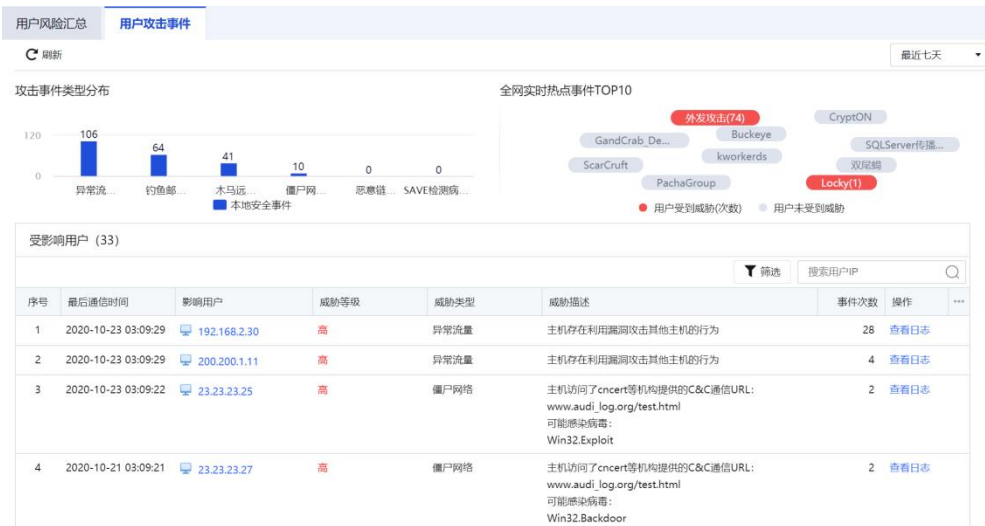 用户风险汇总 用户攻击事件
刷新 最近七天
攻击事件类型分布
120
0
106
64
41
10
0
0
异常流...
钓鱼邮...
木马远...
僵尸网...
恶意链...
SAVE检测病...
本地安全事件
全网实时热点事件TOP10
外发攻击(74)
CryptON
GandCrab_De...
Buckeye
SQLServer传播...
ScarCruft
kworkerds
双尾蝎
PachaGroup
Locky(1)
用户受到威胁(次数) 用户未受到威胁
受影响用户（33）
筛选 搜索用户IP
序号 最后通信时间 影响用户 威胁等级 威胁类型 威胁描述 事件次数 操作
1 2020-10-23 03:09:29 192.168.2.30 高 异常流量 主机存在利用漏洞攻击其他主机的行为 28 查看日志
2 2020-10-23 03:09:29 200.200.1.11 高 异常流量 主机存在利用漏洞攻击其他主机的行为 4 查看日志
3 2020-10-23 03:09:22 23.23.23.25 高 僵尸网络 主机访问了cncert等机构提供的C&C通信URL: 2 查看日志
www.audi_log.org/test.html
可能感染病毒:
Win32.Exploit
4 2020-10-21 03:09:21 23.23.23.27 高 僵尸网络 主机访问了cncert等机构提供的C&C通信URL: 2 查看日志
www.audi_log.org/test.html
可能感染病毒:
Win32.Backdoor